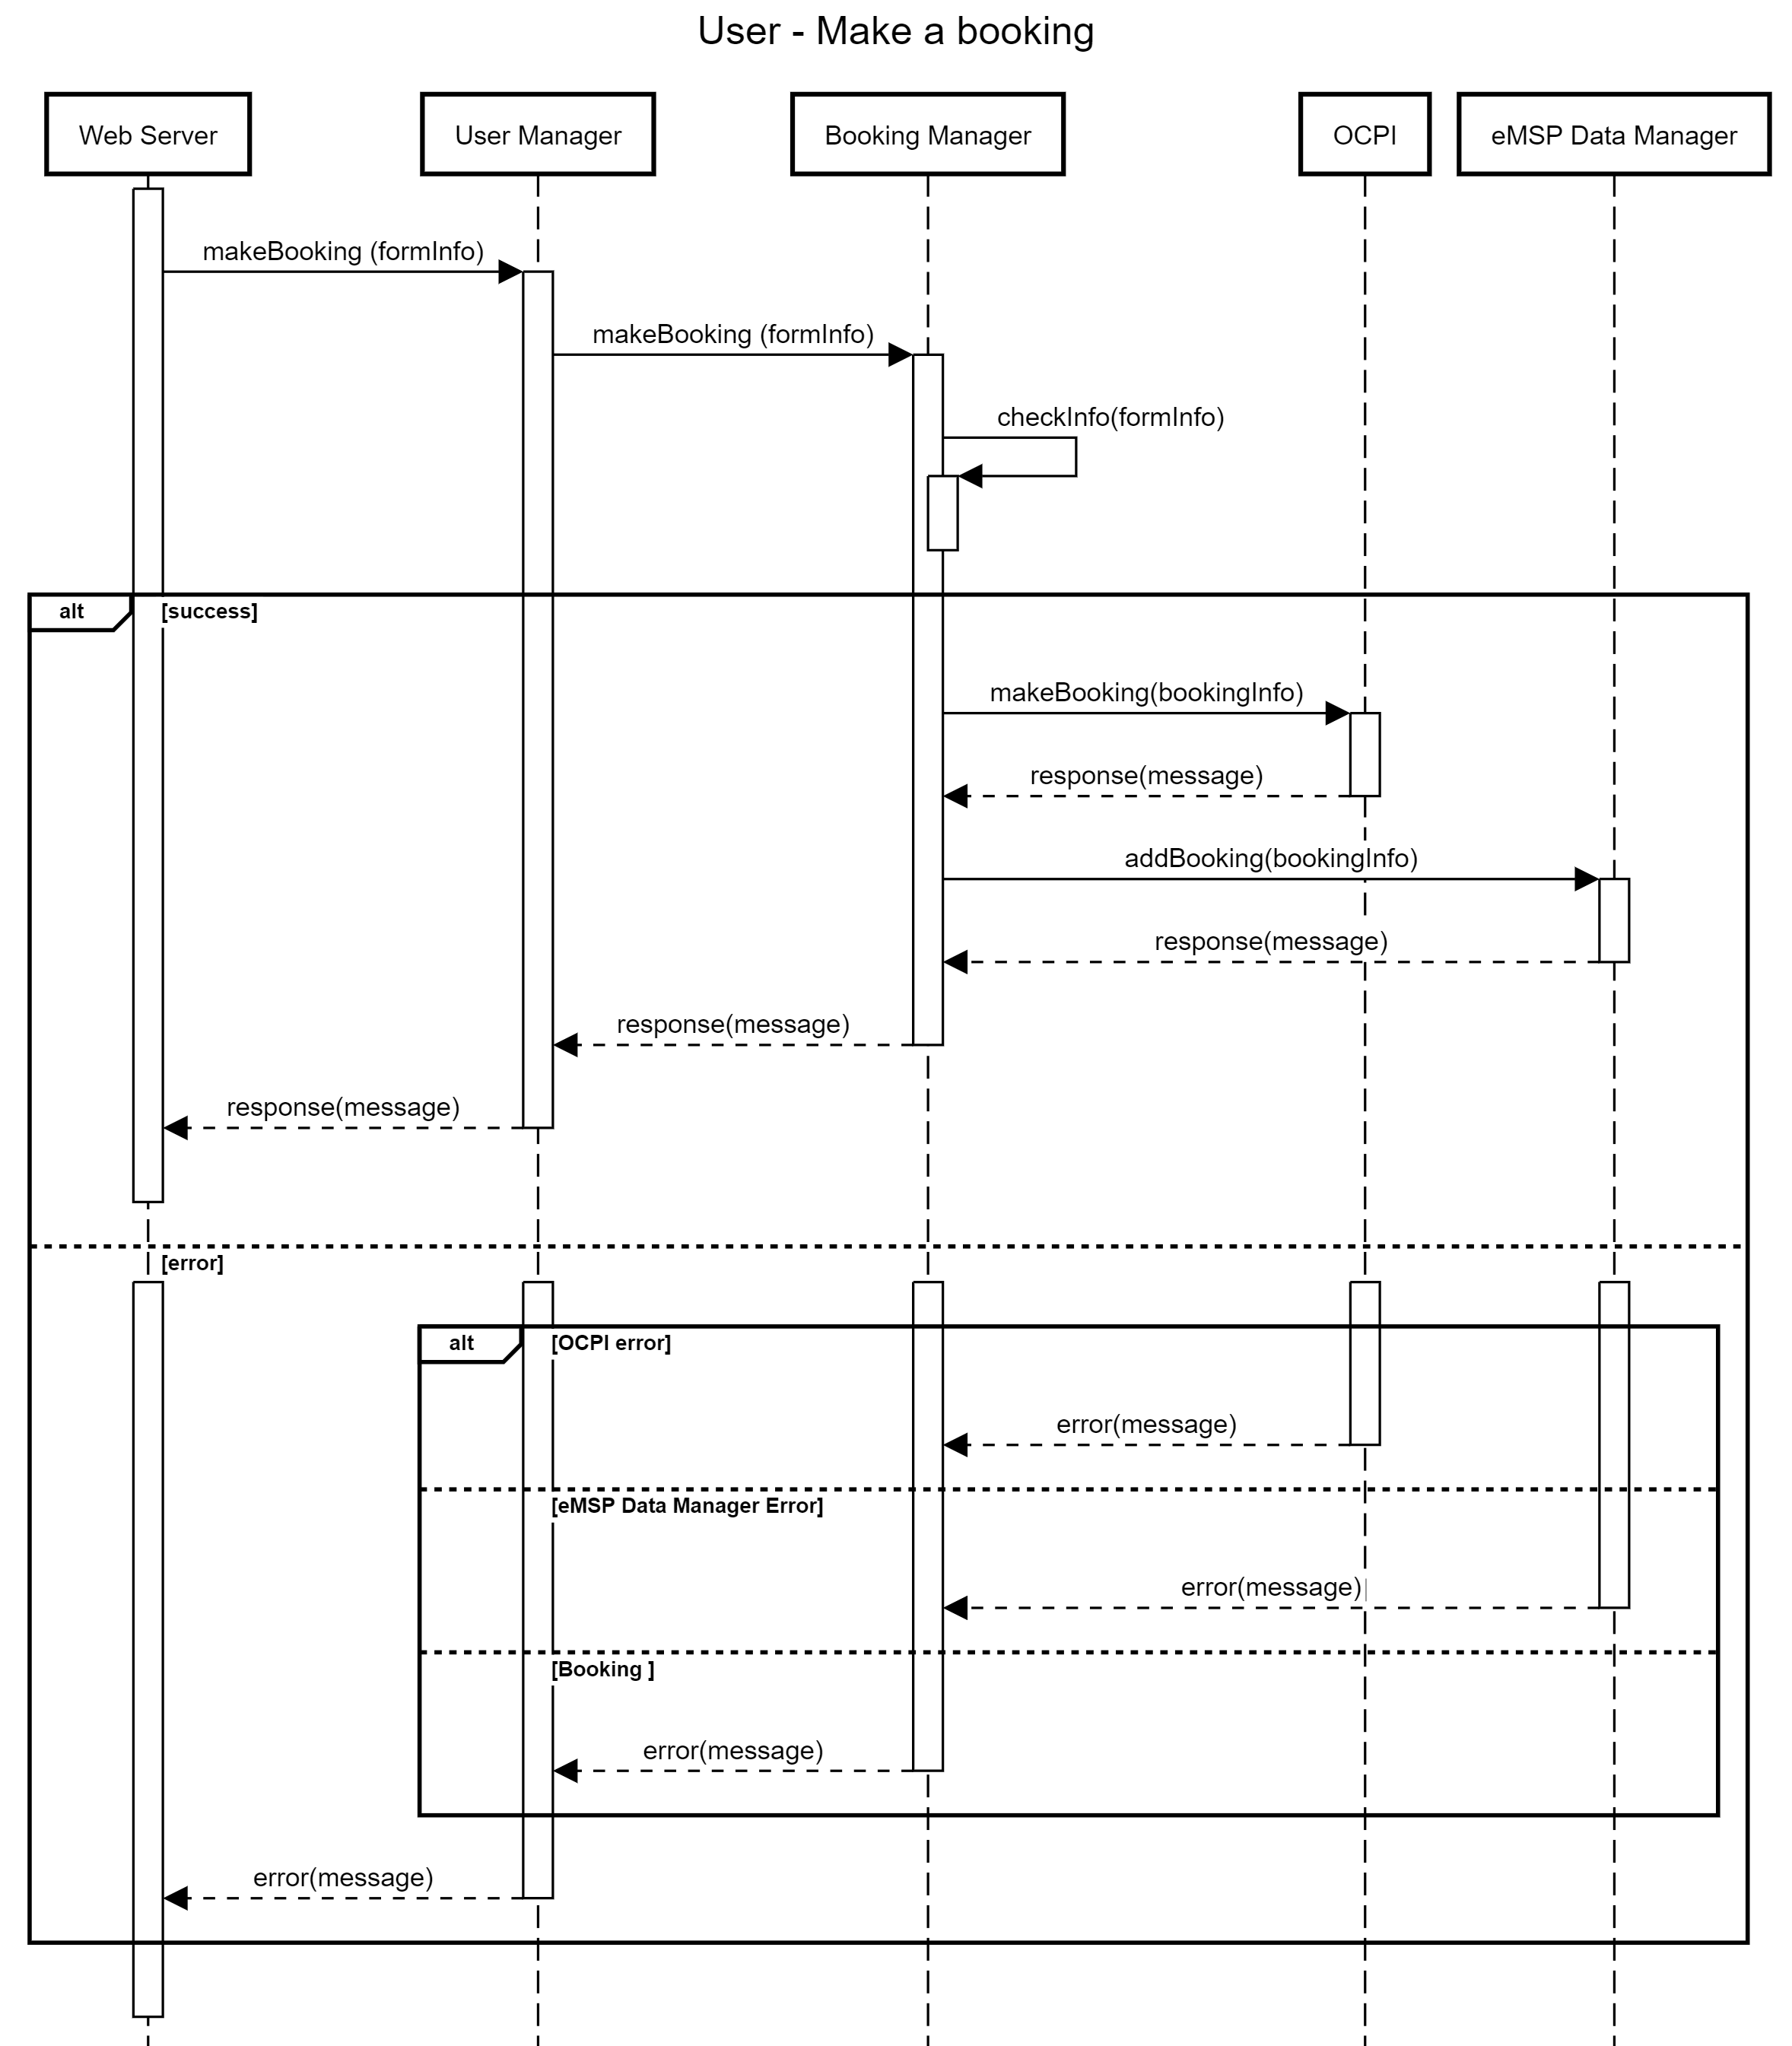 User - Make a booking
Web Server
User Manager
Booking Manager
OCPI
eMSP Data Manager
makeBooking (formInfo)
makeBooking (formInfo)
checkInfo(formInfo)
alt
[success]
makeBooking(bookingInfo)
response(message)
addBooking(bookingInfo)
response(message)
response(message)
response(message)
[error]
alt
[OCPI error]
error(message)
[eMSP Data Manager Error]
error(message)
[Booking ]
error(message)
error(message)